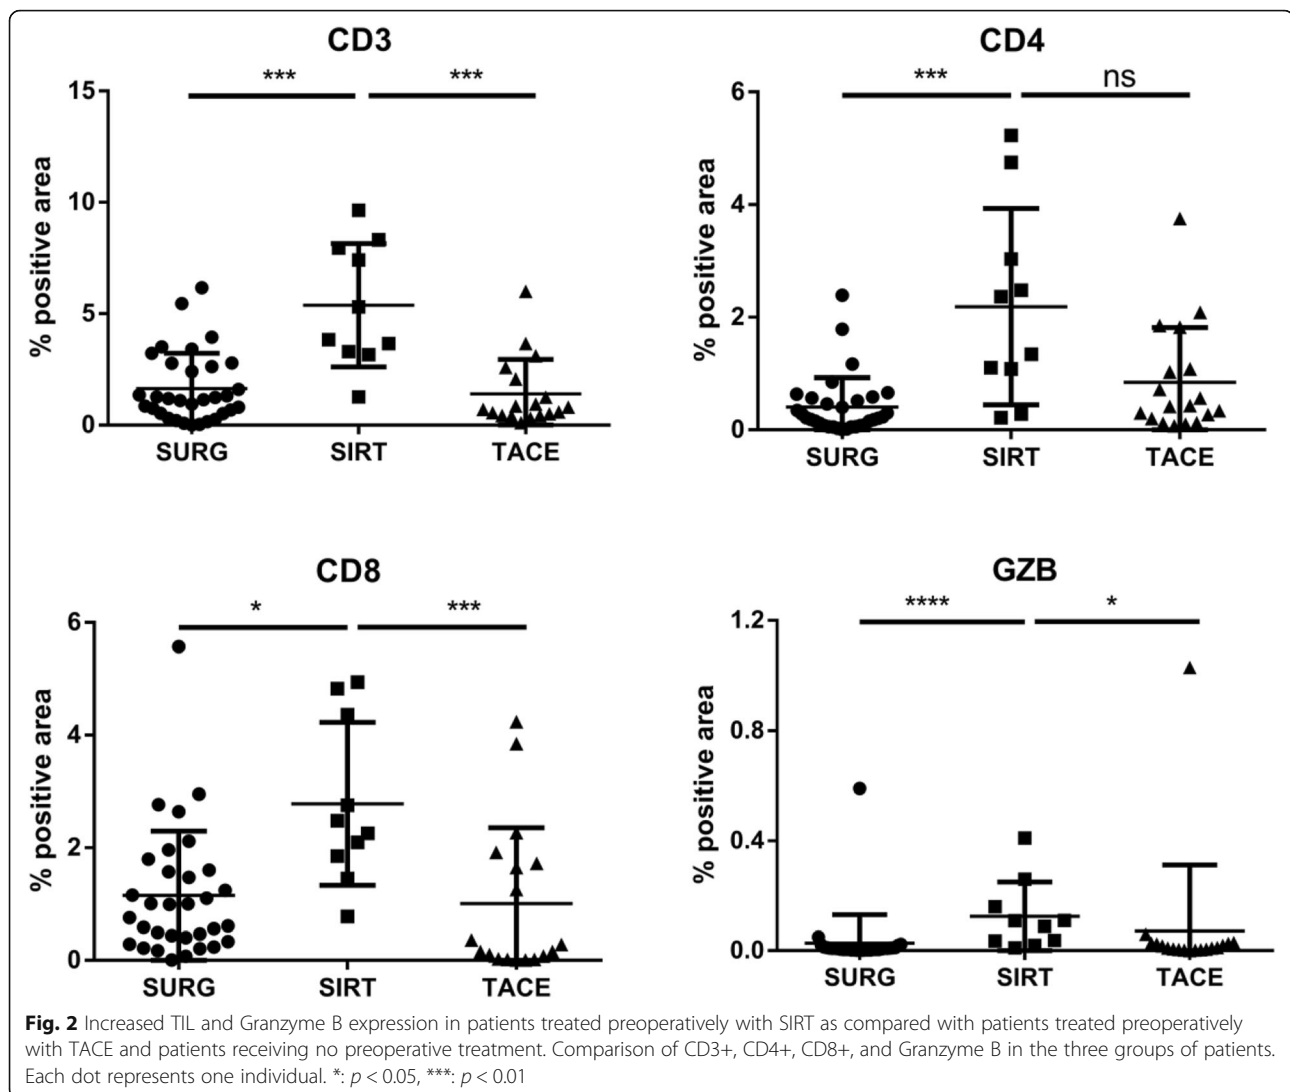 CD3
*** ***
% positive area
15
10
5
0
SURG SIRT TACE
CD4
*** ns
% positive area
6
4
2
0
SURG SIRT TACE
CD8
* ***
% positive area
6
4
2
0
SURG SIRT TACE
GZB
**** *
% positive area
1.2
0.8
0.4
0.0
SURG SIRT TACE
Fig. 2 Increased TIL and Granzyme B expression in patients treated preoperatively with SIRT as compared with patients treated preoperatively
with TACE and patients receiving no preoperative treatment. Comparison of CD3+, CD4+, CD8+, and Granzyme B in the three groups of patients.
Each dot represents one individual. *: p < 0.05, ***: p < 0.01